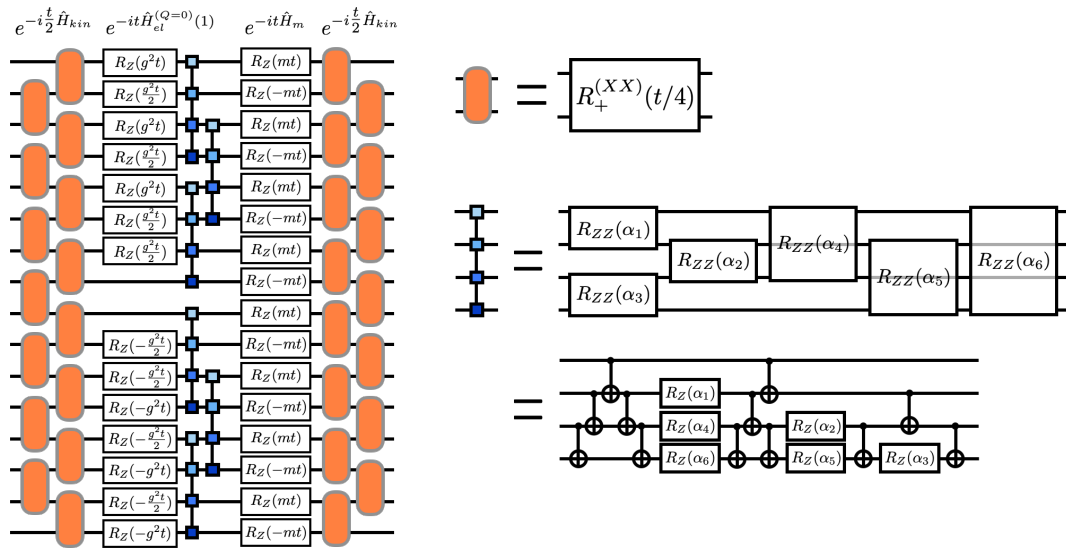 $e^{-i\frac{t}{2}\hat{H}_{kin}}$ $e^{-it\hat{H}_{el}^{(Q=0)}(1)}$ $e^{-it\hat{H}_m}$ $e^{-i\frac{t}{2}\hat{H}_{kin}}$
$R_Z(g^2t)$ $R_Z(mt)$
$R_Z(\frac{g^2t}{2})$ $R_Z(-mt)$
$R_Z(g^2t)$ $R_Z(mt)$
$R_Z(\frac{g^2t}{2})$ $R_Z(-mt)$
$R_Z(g^2t)$ $R_Z(mt)$
$R_Z(\frac{g^2t}{2})$ $R_Z(-mt)$
$R_Z(\frac{g^2t}{2})$ $R_Z(mt)$
$R_Z(-mt)$
$R_Z(mt)$
$R_Z(-\frac{g^2t}{2})$ $R_Z(-mt)$
$R_Z(-\frac{g^2t}{2})$ $R_Z(mt)$
$R_Z(-g^2t)$ $R_Z(-mt)$
$R_Z(-\frac{g^2t}{2})$ $R_Z(mt)$
$R_Z(-g^2t)$ $R_Z(-mt)$
$R_Z(-\frac{g^2t}{2})$ $R_Z(mt)$
$R_Z(-g^2t)$ $R_Z(-mt)$
= $R_+^{(XX)}(t/4)$
= $R_{ZZ}(\alpha_1)$ $R_{ZZ}(\alpha_2)$ $R_{ZZ}(\alpha_4)$ $R_{ZZ}(\alpha_5)$ $R_{ZZ}(\alpha_6)$
$R_{ZZ}(\alpha_3)$
= $R_Z(\alpha_1)$
$R_Z(\alpha_4)$ $R_Z(\alpha_2)$
$R_Z(\alpha_6)$ $R_Z(\alpha_5)$ $R_Z(\alpha_3)$